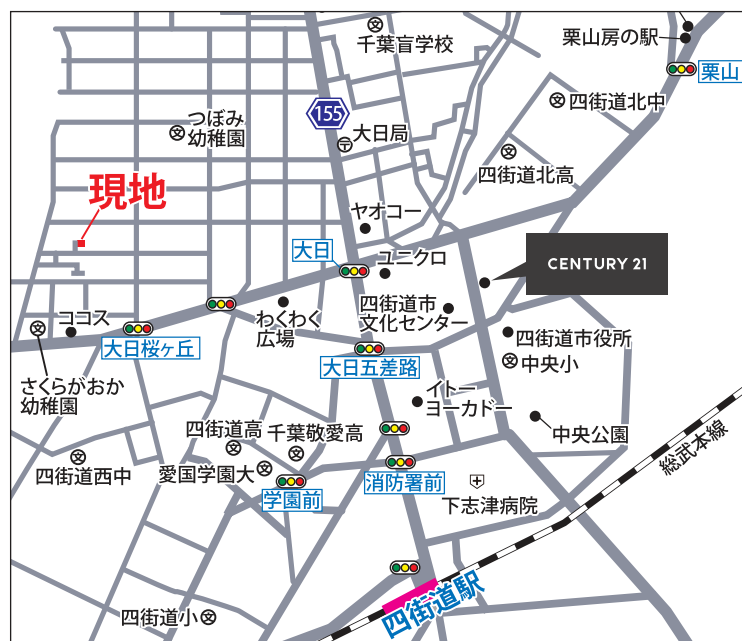 千葉盲学校
栗山房の駅
栗山
つぼみ
幼稚園
155
大日局
四街道北中
四街道北高
現地
ヤオコー
大日
ユニクロ
CENTURY 21
わくわく
広場
四街道市
文化センター
ココス
大日桜ヶ丘
大日五差路
四街道市役所
中央小
さくらがおか
幼稚園
イトー
ヨーカドー
中央公園
四街道高
千葉敬愛高
四街道西中
愛国学園大
学園前
消防署前
下志津病院
総武本線
四街道駅
四街道小